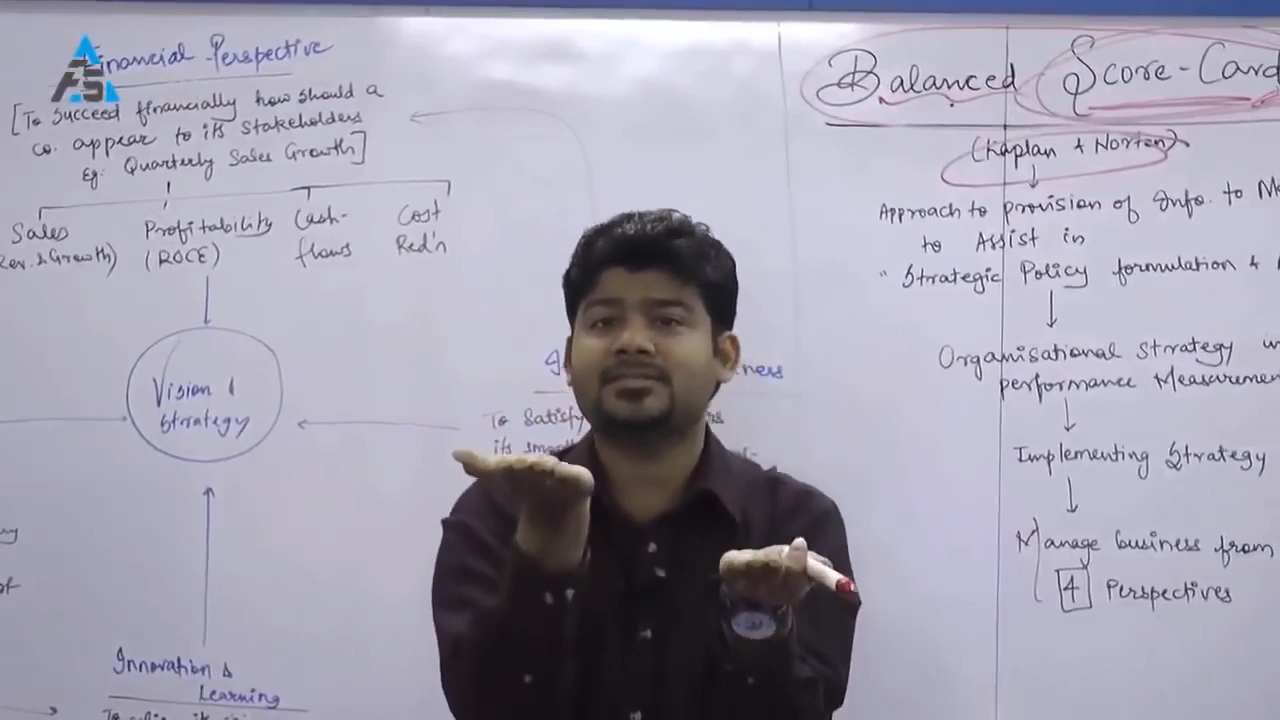 AFS
Financial Perspective
[To Succeed financially how should a
co. appear to its stakeholders
Eg: Quarterly Sales Growth]
Sales
Profitability
(ROCE)
Cash-
flows
Cost
Red'n
Growth)
Vision &
Strategy
To Satisfy
its
Innovation &
Learning
Balanced Score-Card
(Kaplan & Norton)
Approach to provision of Info. to
to Assist in
"Strategic Policy formulation &
Organisational Strategy
performance
Implementing Strategy
Manage business from
4 Perspectives